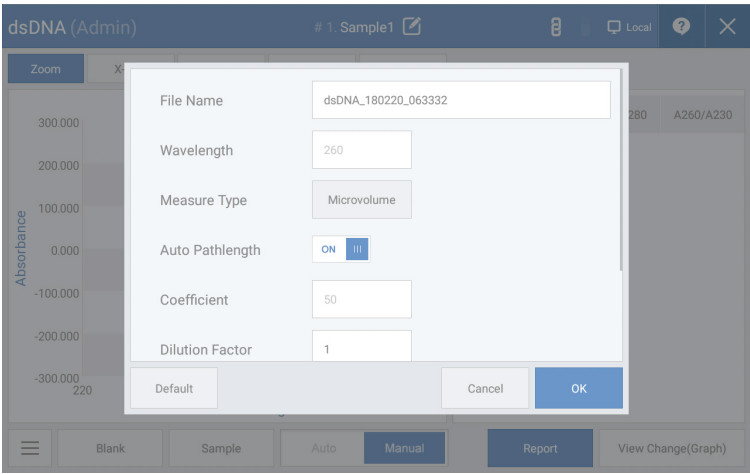 dsDNA (Admin)
# 1. Sample1
Local
?
Zoom
X-
280
A260/A230
Absorbance
300.000
200.000
100.000
0.000
-100.000
-200.000
-300.000
220
File Name
dsDNA_180220_063332
Wavelength
260
Measure Type
Microvolume
Auto Pathlength
ON
Coefficient
50
Dilution Factor
1
Default
Cancel
OK
Blank
Sample
Auto
Manual
Report
View Change(Graph)